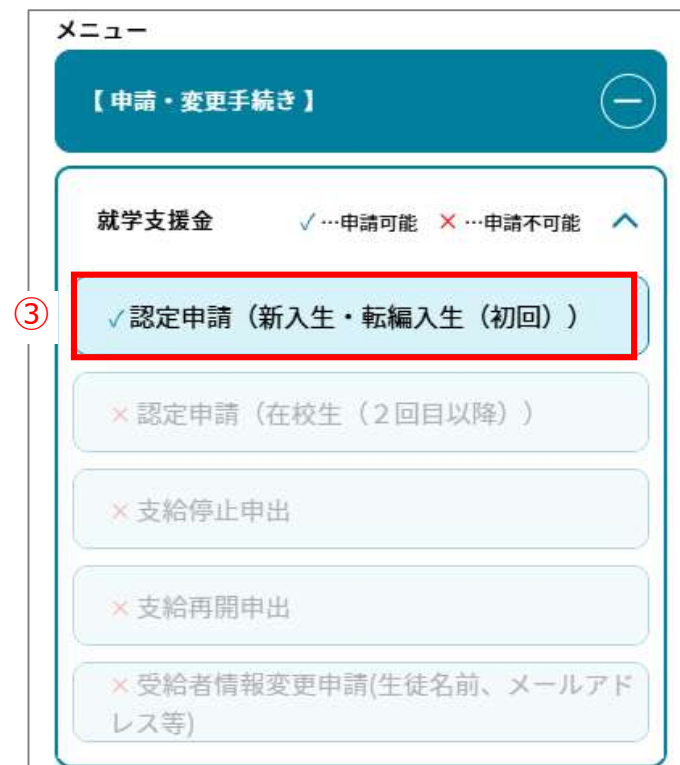 メニュー
【申請・変更手続き】
就学支援金 ✓…申請可能 ×…申請不可能
③
✓認定申請（新入生・転編入生（初回））
×認定申請（在校生（２回目以降））
×支給停止申出
×支給再開申出
×受給者情報変更申請(生徒名前、メールアド
レス等)